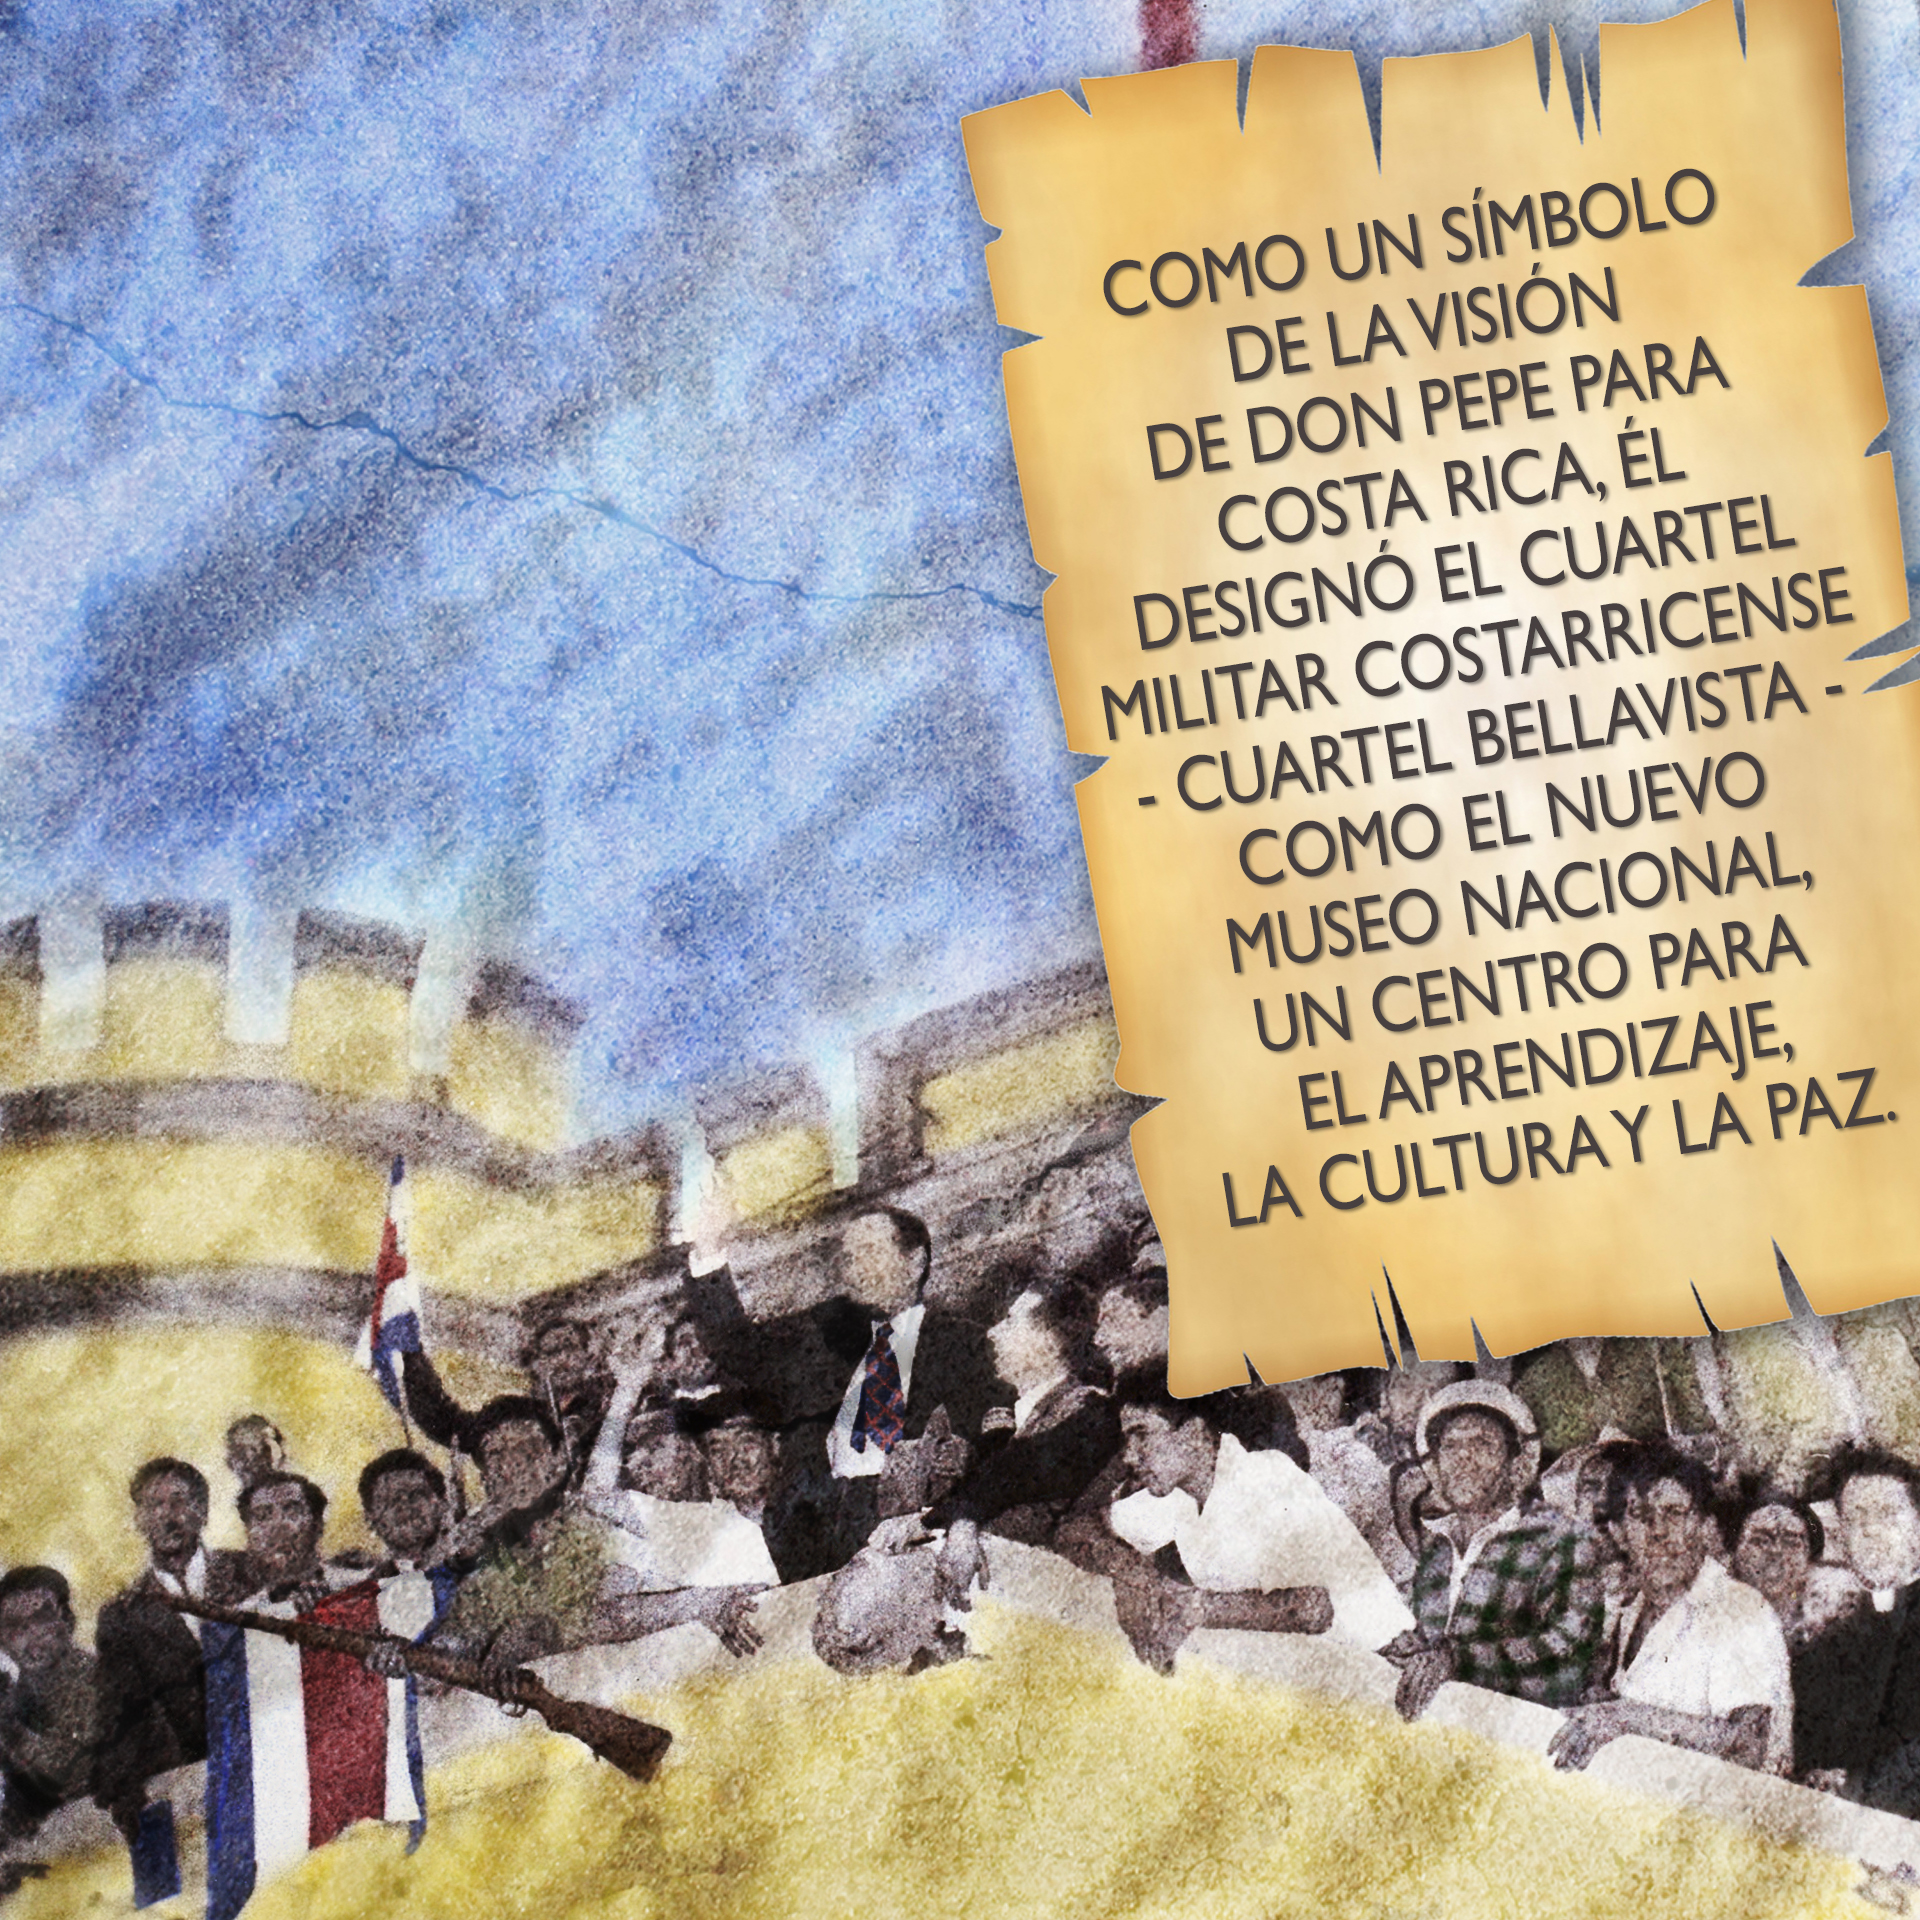 COMO UN SÍMBOLO
DE LA VISIÓN
DE DON PEPE PARA
COSTA RICA, ÉL
DESIGNÓ EL CUARTEL
MILITAR COSTARRICENSE
- CUARTEL BELLAVISTA -
COMO EL NUEVO
MUSEO NACIONAL,
UN CENTRO PARA
EL APRENDIZAJE,
LA CULTURA Y LA PAZ.